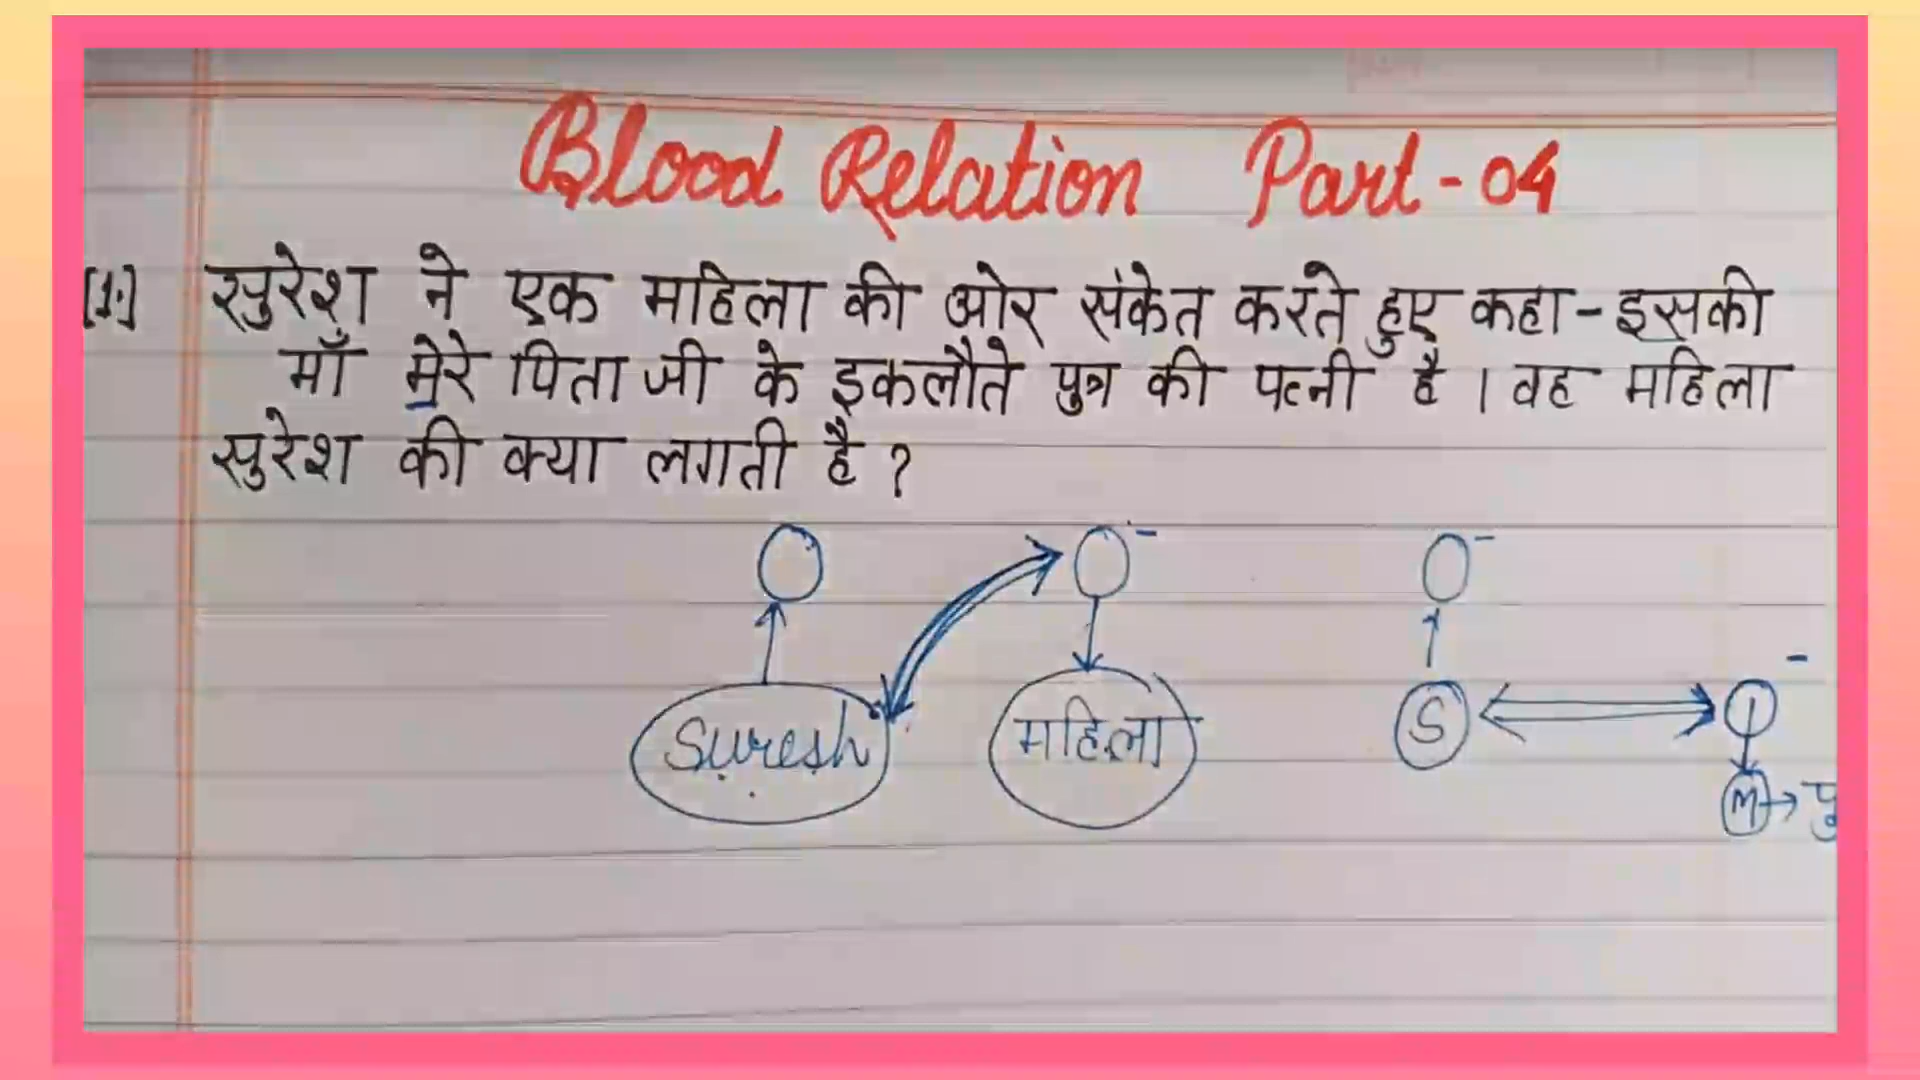 Blood Relation Part-04
[1.] सुरेश ने एक महिला की ओर संकेत करते हुए कहा-इसकी
माँ मेरे पिताजी के इकलौते पुत्र की पत्नी है। वह महिला
सुरेश की क्या लगती है?
Suresh महिला S
M→